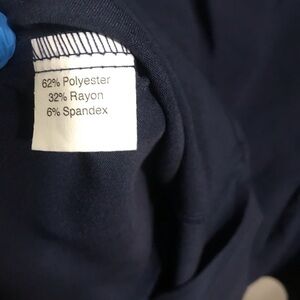 62% Polyester
32% Rayon
6% Spandex